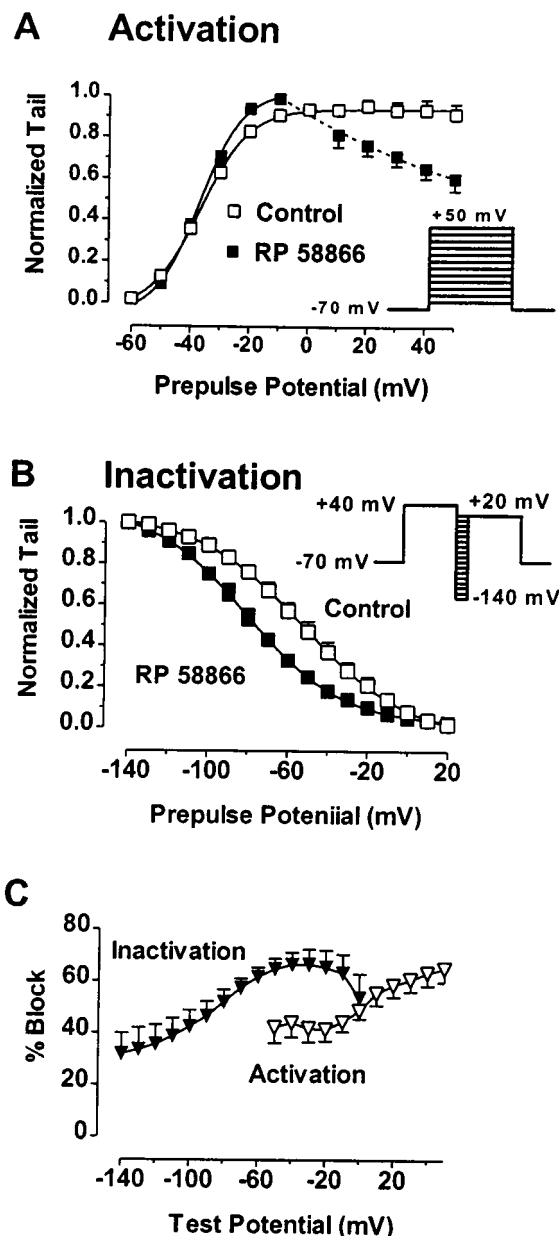 A Activation
Normalized Tail
1.0
0.8
0.6
0.4
0.2
0.0
Control
RP 58866
+50 mV
-70 mV
-60 -40 -20 0 20 40
Prepulse Potential (mV)
B Inactivation
Normalized Tail
1.0
0.8
0.6
0.4
0.2
0.0
+40 mV
+20 mV
-70 mV
-140 mV
Control
RP 58866
-140 -100 -60 -20 20
Prepulse Poteniial (mV)
C
% Block
80
60
40
20
0
Inactivation
Activation
-140 -100 -60 -20 20
Test Potential (mV)